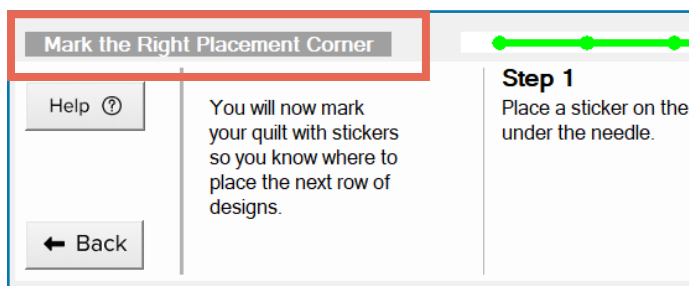 Mark the Right Placement Corner
Help
You will now mark
your quilt with stickers
so you know where to
place the next row of
designs.
Back
Step 1
Place a sticker on the
under the needle.